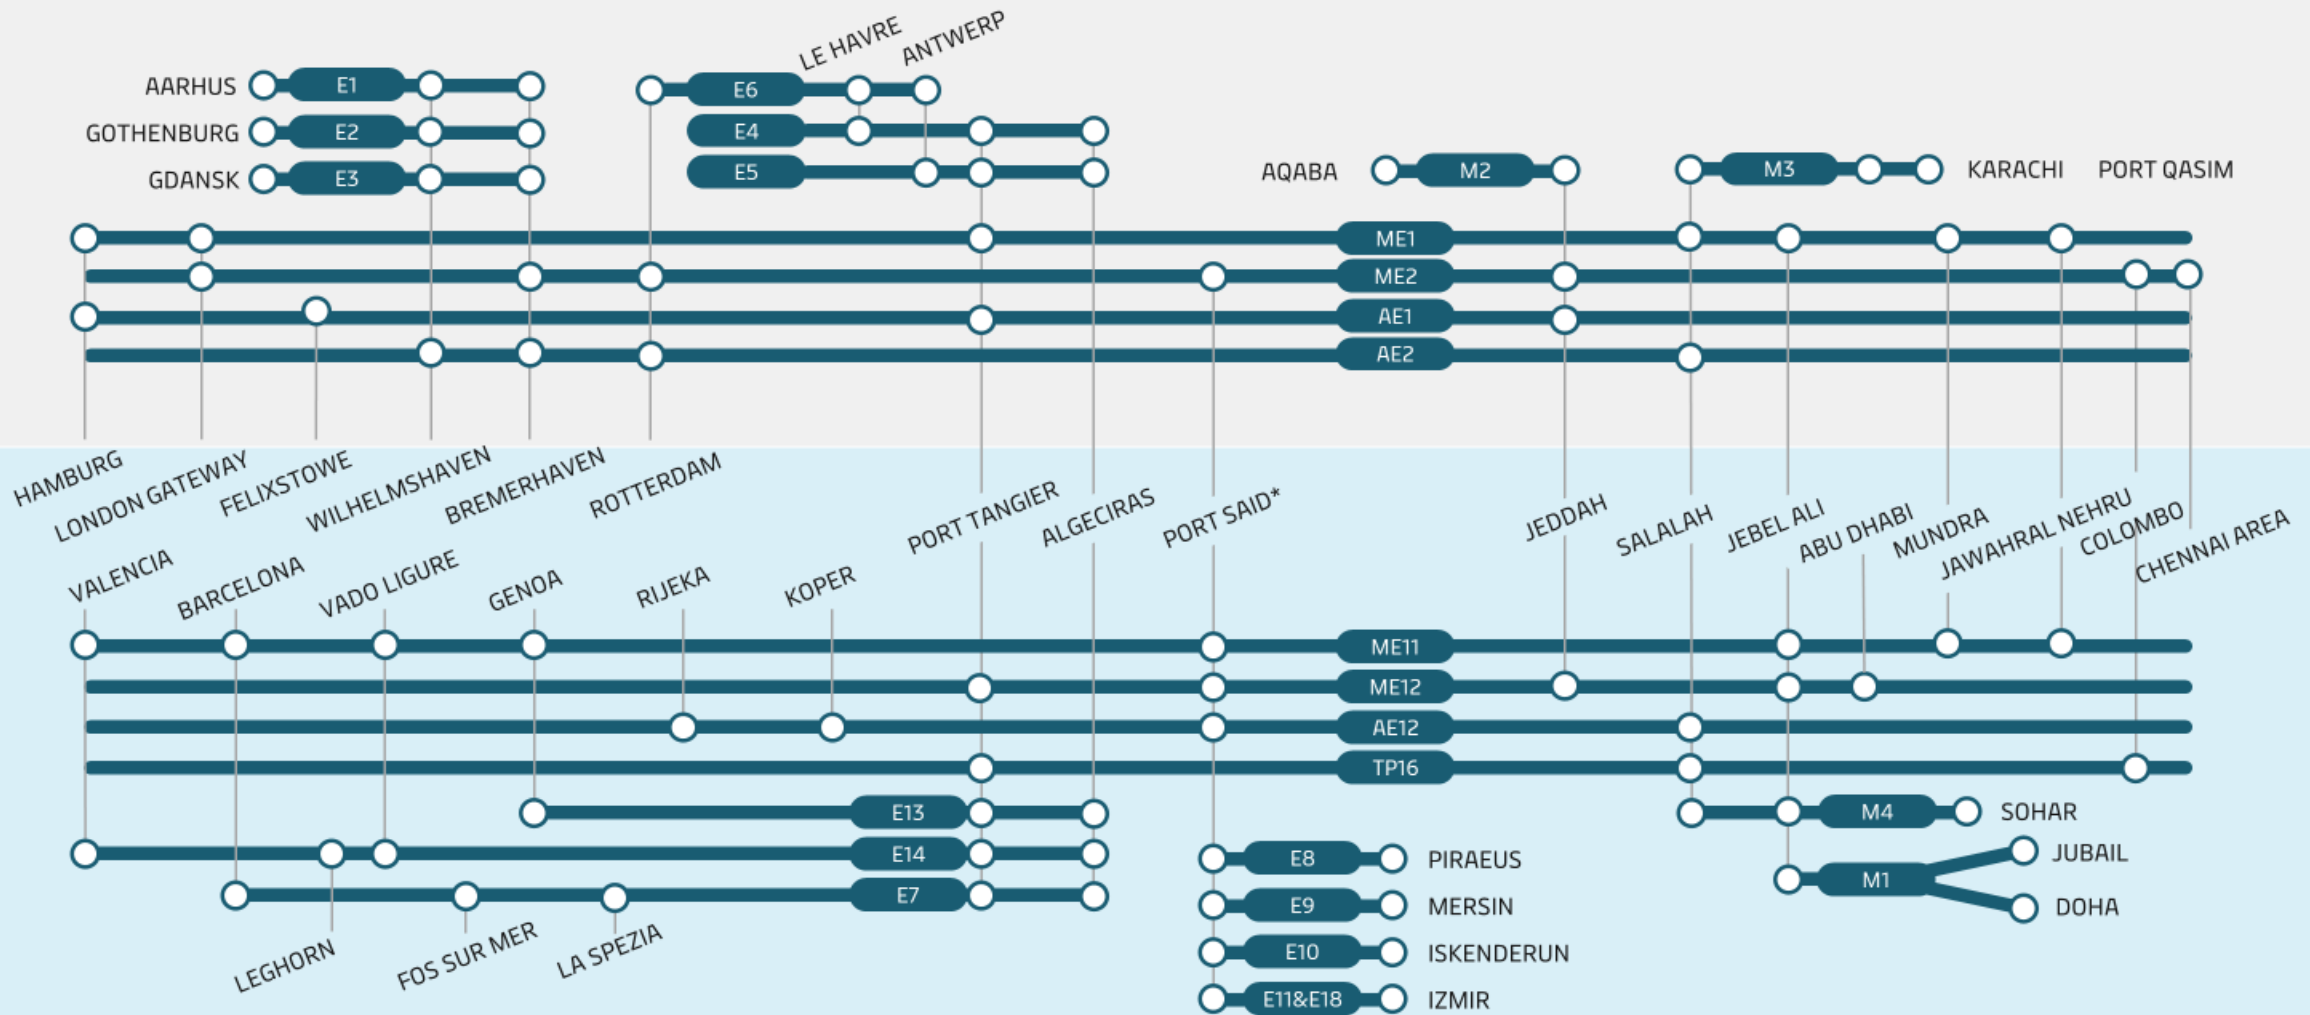 LE HAVRE
ANTWERP
AARHUS
E1
E6
GOTHENBURG
E2
E4
GDANSK
E3
E5
AQABA
M2
M3
KARACHI
PORT QASIM
ME1
ME2
AE1
AE2
HAMBURG
LONDON GATEWAY
FELIXSTOWE
WILHELMSHAVEN
BREMERHAVEN
ROTTERDAM
PORT TANGIER
ALGECIRAS
PORT SAID*
JEDDAH
SALALAH
JEBEL ALI
ABU DHABI
MUNDRA
JAWAHRAL NEHRU
COLOMBO
CHENNAI AREA
VALENCIA
BARCELONA
VADO LIGURE
GENOA
RIJEKA
KOPER
ME11
ME12
AE12
TP16
E13
M4
SOHAR
E14
E8
PIRAEUS
JUBAIL
M1
E7
E9
MERSIN
DOHA
LEGHORN
FOS SUR MER
LA SPEZIA
E10
ISKENDERUN
E11&E18
IZMIR